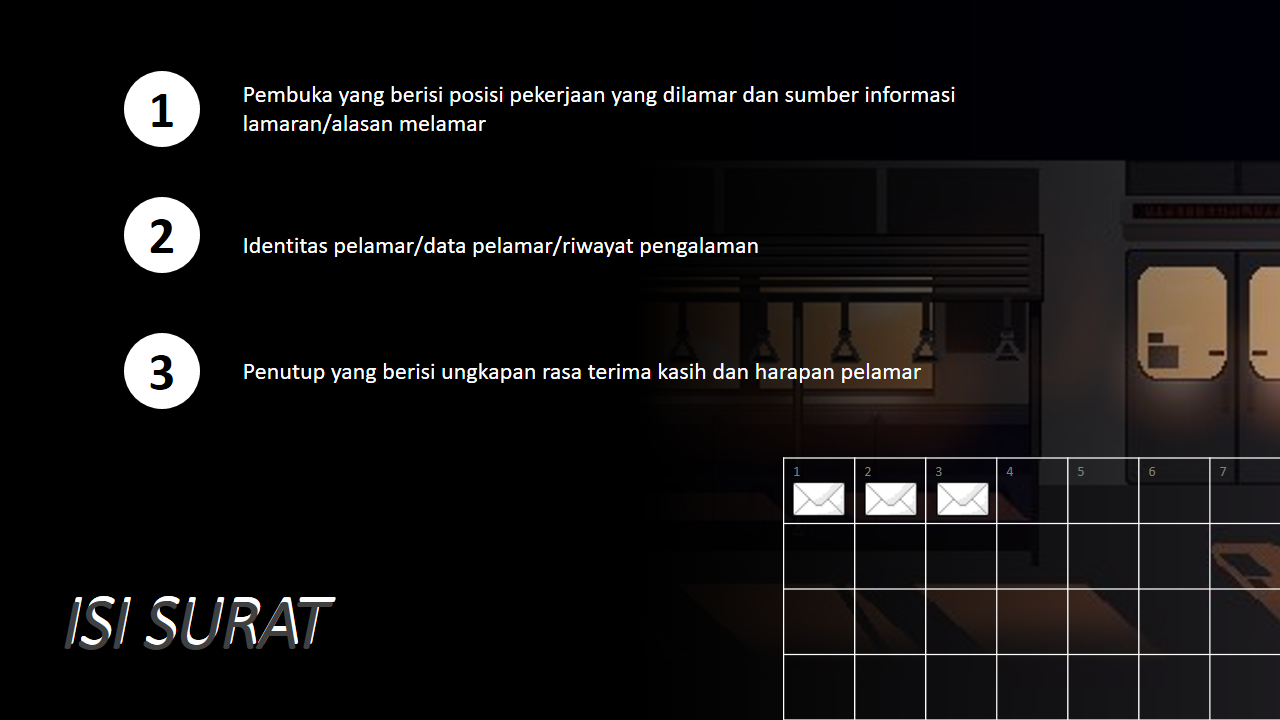 1
Pembuka yang berisi posisi pekerjaan yang dilamar dan sumber informasi
lamaran/alasan melamar
2
Identitas pelamar/data pelamar/riwayat pengalaman
3
Penutup yang berisi ungkapan rasa terima kasih dan harapan pelamar
1 2 3 4 5 6 7
ISI SURAT